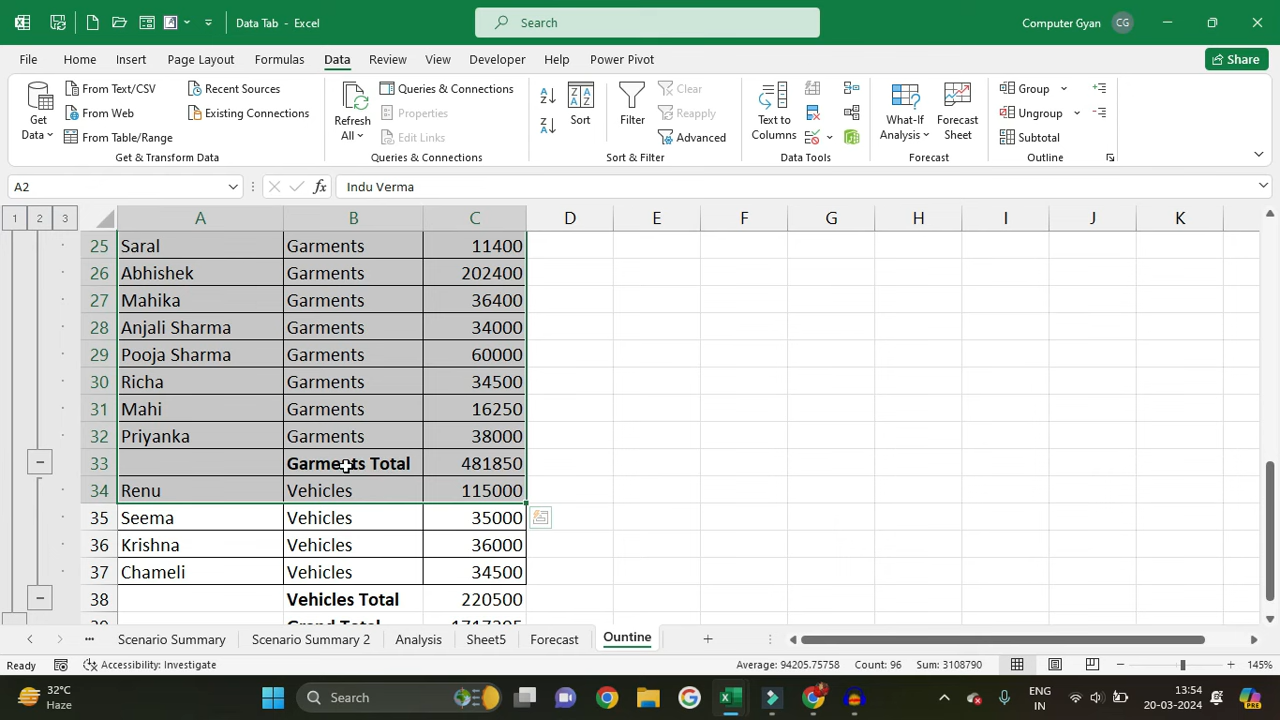 Data Tab - Excel
Search
Computer Gyan CG
File Home Insert Page Layout Formulas Data Review View Develop Help Power Pivot Share
Get Data
From Text/CSV
From Web
From Table/Range
Recent Sources
Existing Connections
Get & Transform Data
Refresh All
Queries & Connections
Properties
Edit Links
Queries & Connections
Sort
Filter
Clear
Reapply
Advanced
Sort & Filter
Text to Columns
Data Tools
What-If Analysis
Forecast Sheet
Forecast
Group
Ungroup
Subtotal
Outline
A2 fx Indu Verma
1 2 3 A B C D E F G H I J K
25 Saral Garments 11400
26 Abhishek Garments 202400
27 Mahika Garments 36400
28 Anjali Sharma Garments 34000
29 Pooja Sharma Garments 60000
30 Richa Garments 34500
31 Mahi Garments 16250
32 Priyanka Garments 38000
33 Garments Total 481850
34 Renu Vehicles 115000
35 Seema Vehicles 35000
36 Krishna Vehicles 36000
37 Chameli Vehicles 34500
38 Vehicles Total 220500
Scenario Summary Scenario Summary 2 Analysis Sheet5 Forecast Ountine
Ready Accessibility: Investigate Average: 94205.75758 Count: 96 Sum: 3108790 145%
32°C
Haze
Search
ENG
IN
13:54
20-03-2024
PRE